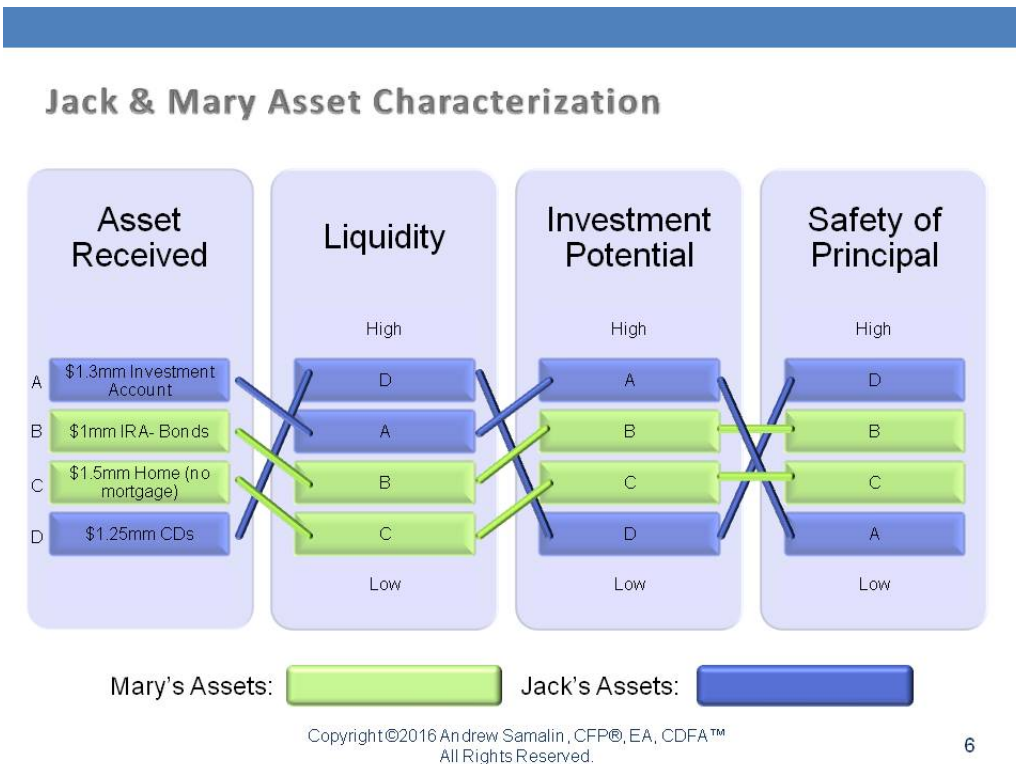 Jack & Mary Asset Characterization
Asset
Received
A
$1.3mm Investment
Account
B
$1mm IRA- Bonds
C
$1.5mm Home (no
mortgage)
D
$1.25mm CDs
Liquidity
High
D
A
B
C
Low
Investment
Potential
High
A
B
C
D
Low
Safety of
Principal
High
D
B
C
A
Low
Mary's Assets:
Jack's Assets:
Copyright ©2016 Andrew Samalin, CFP®, EA, CDFA™
All Rights Reserved.
6